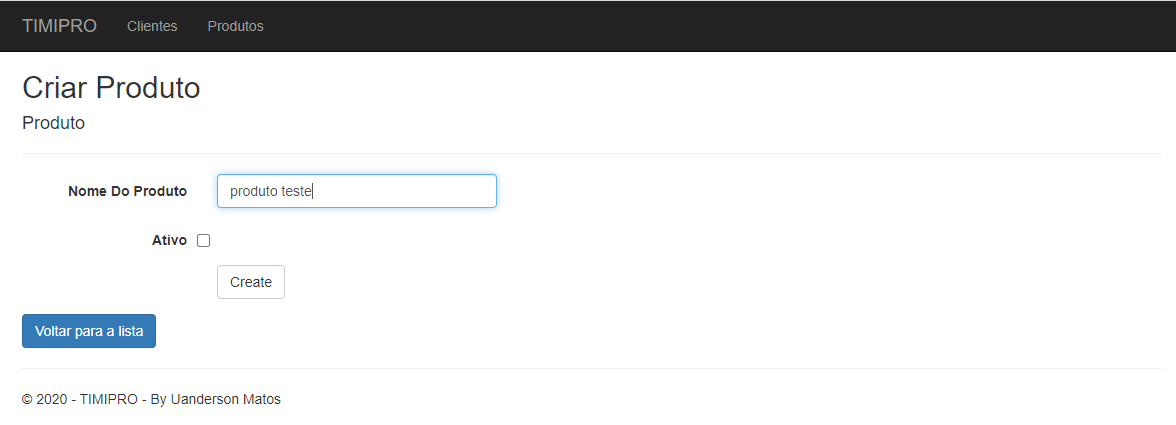 TIMIPRO Clientes Produtos
Criar Produto
Produto
Nome Do Produto produto teste
Ativo
Create
Voltar para a lista
© 2020 - TIMIPRO - By Uanderson Matos